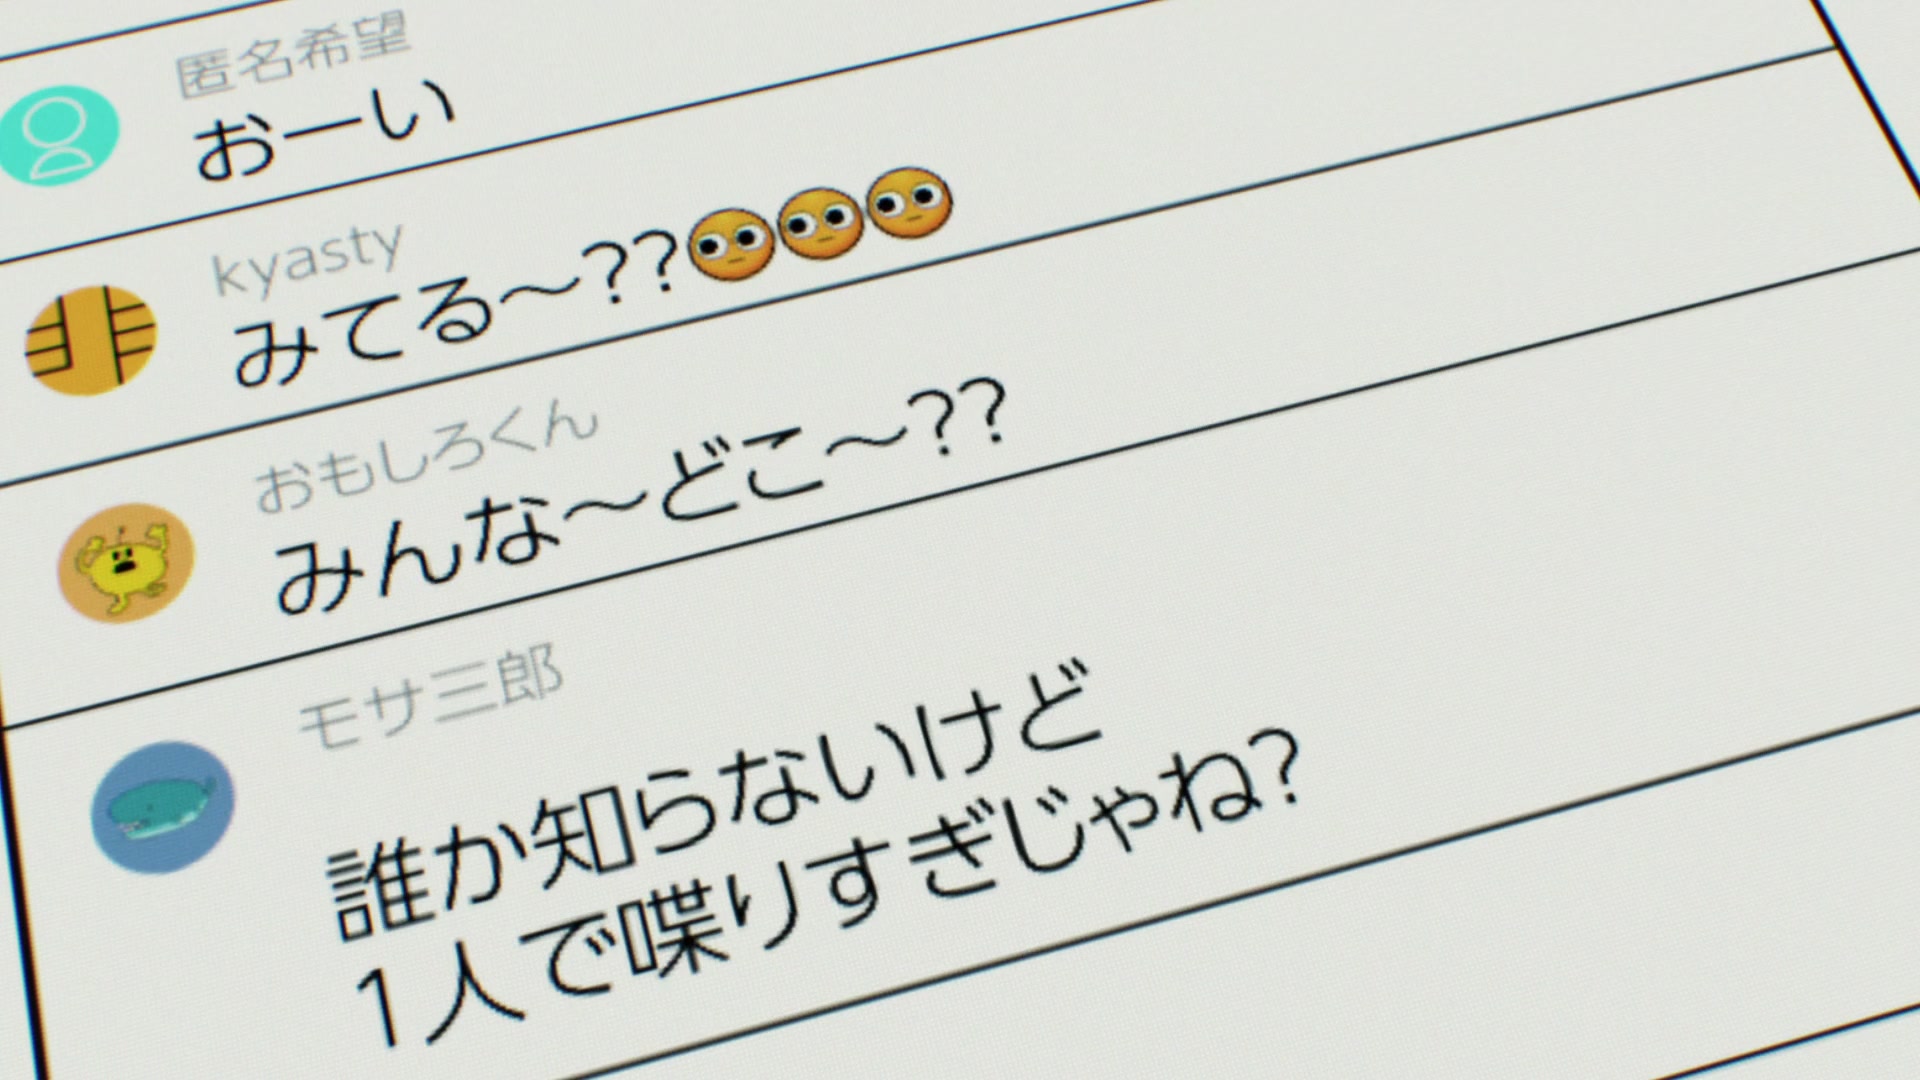 匿名希望
おーい
kyasty
みてる〜??🙄🙄🙄
おもしろくん
みんな〜どこ〜??
モサ三郎
誰か知らないけど
1人で喋りすぎじゃね?